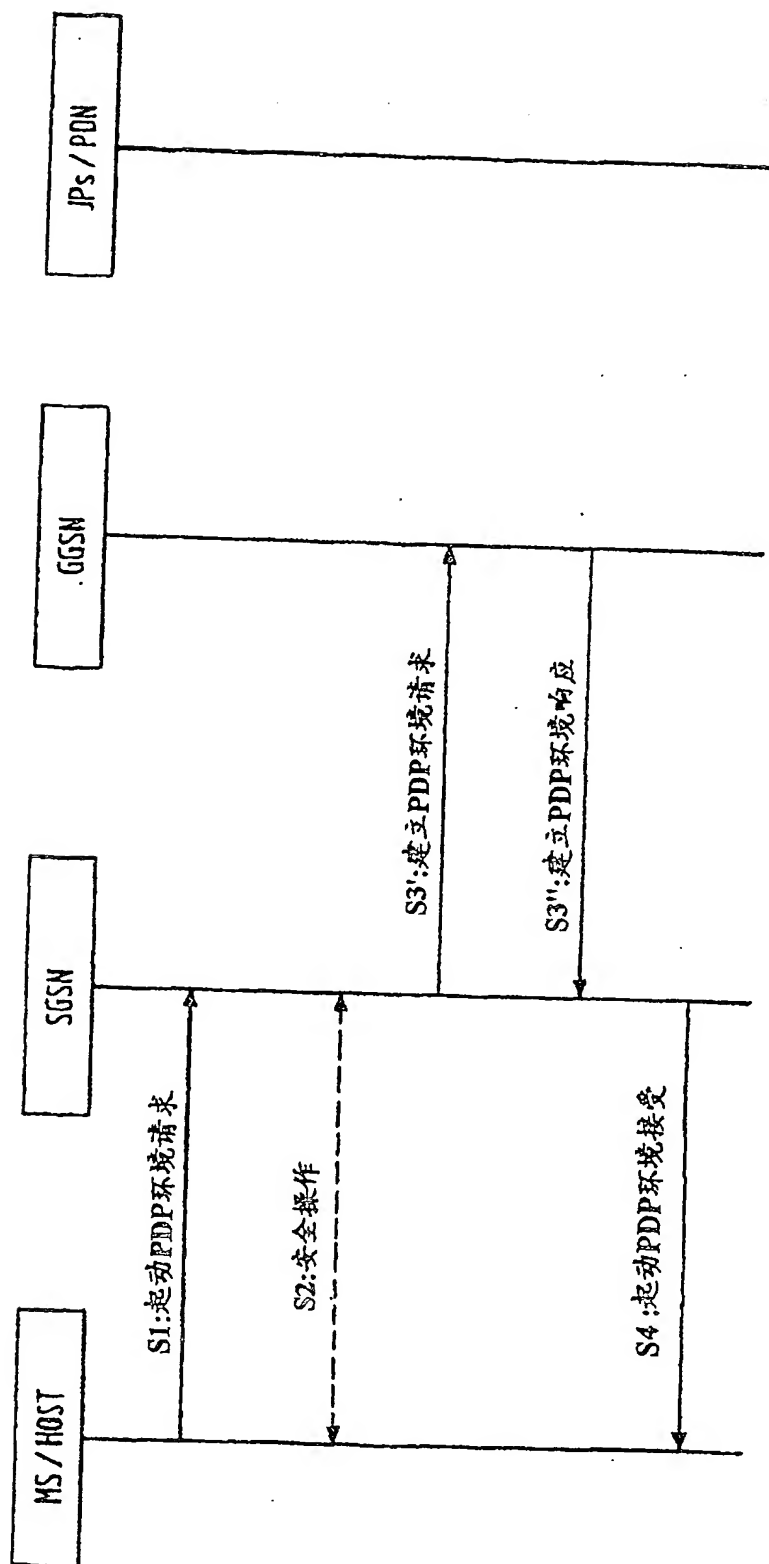 MS/HOST
SGSN
GGSN
JPs/PDN
S1:起动PDP环境请求
S2:安全操作
S3':建立PDP环境请求
S3'':建立PDP环境响应
S4:起动PDP环境接受